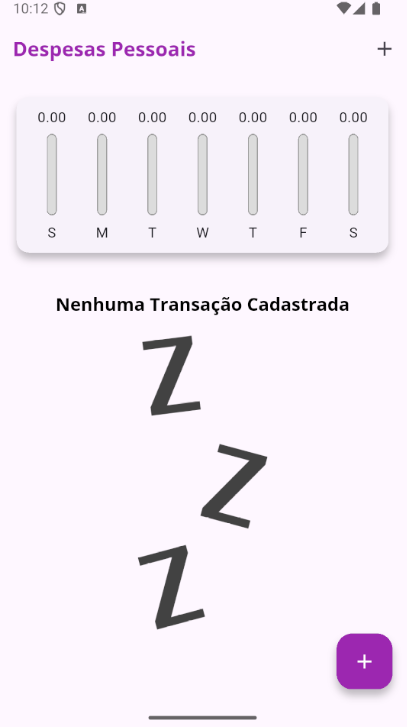 10:12
Despesas Pessoais
0.00 0.00 0.00 0.00 0.00 0.00 0.00
S M T W T F S
Nenhuma Transação Cadastrada
Z
Z
Z